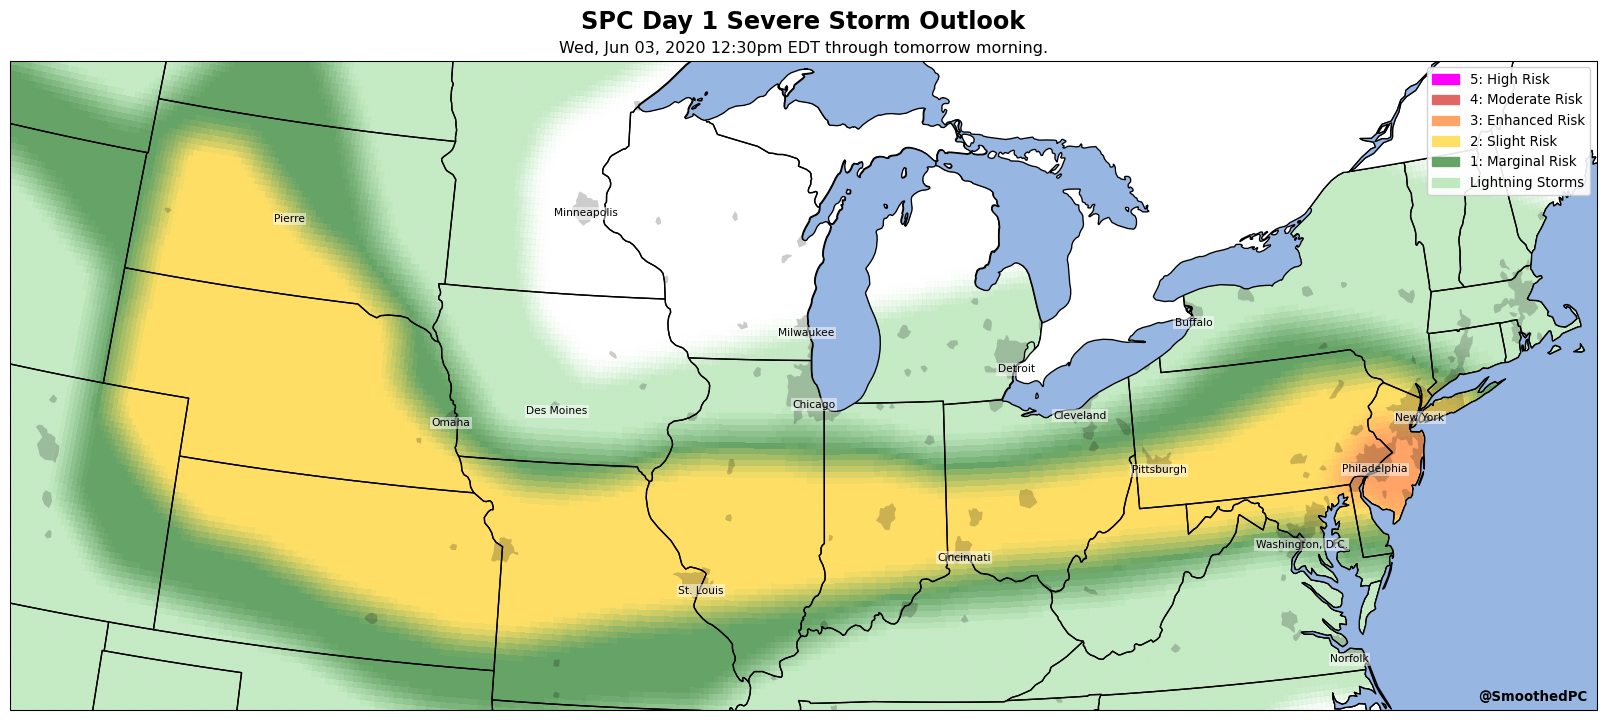 SPC Day 1 Severe Storm Outlook
Wed, Jun 03, 2020 12:30pm EDT through tomorrow morning.
5: High Risk
4: Moderate Risk
3: Enhanced Risk
2: Slight Risk
1: Marginal Risk
Lightning Storms
Pierre
Minneapolis
Milwaukee
Buffalo
Detroit
Des Moines
Chicago
Cleveland
New York
Omaha
Pittsburgh
Philadelphia
Cincinnati
Washington, D.C.
St. Louis
Norfolk
@SmoothedPC